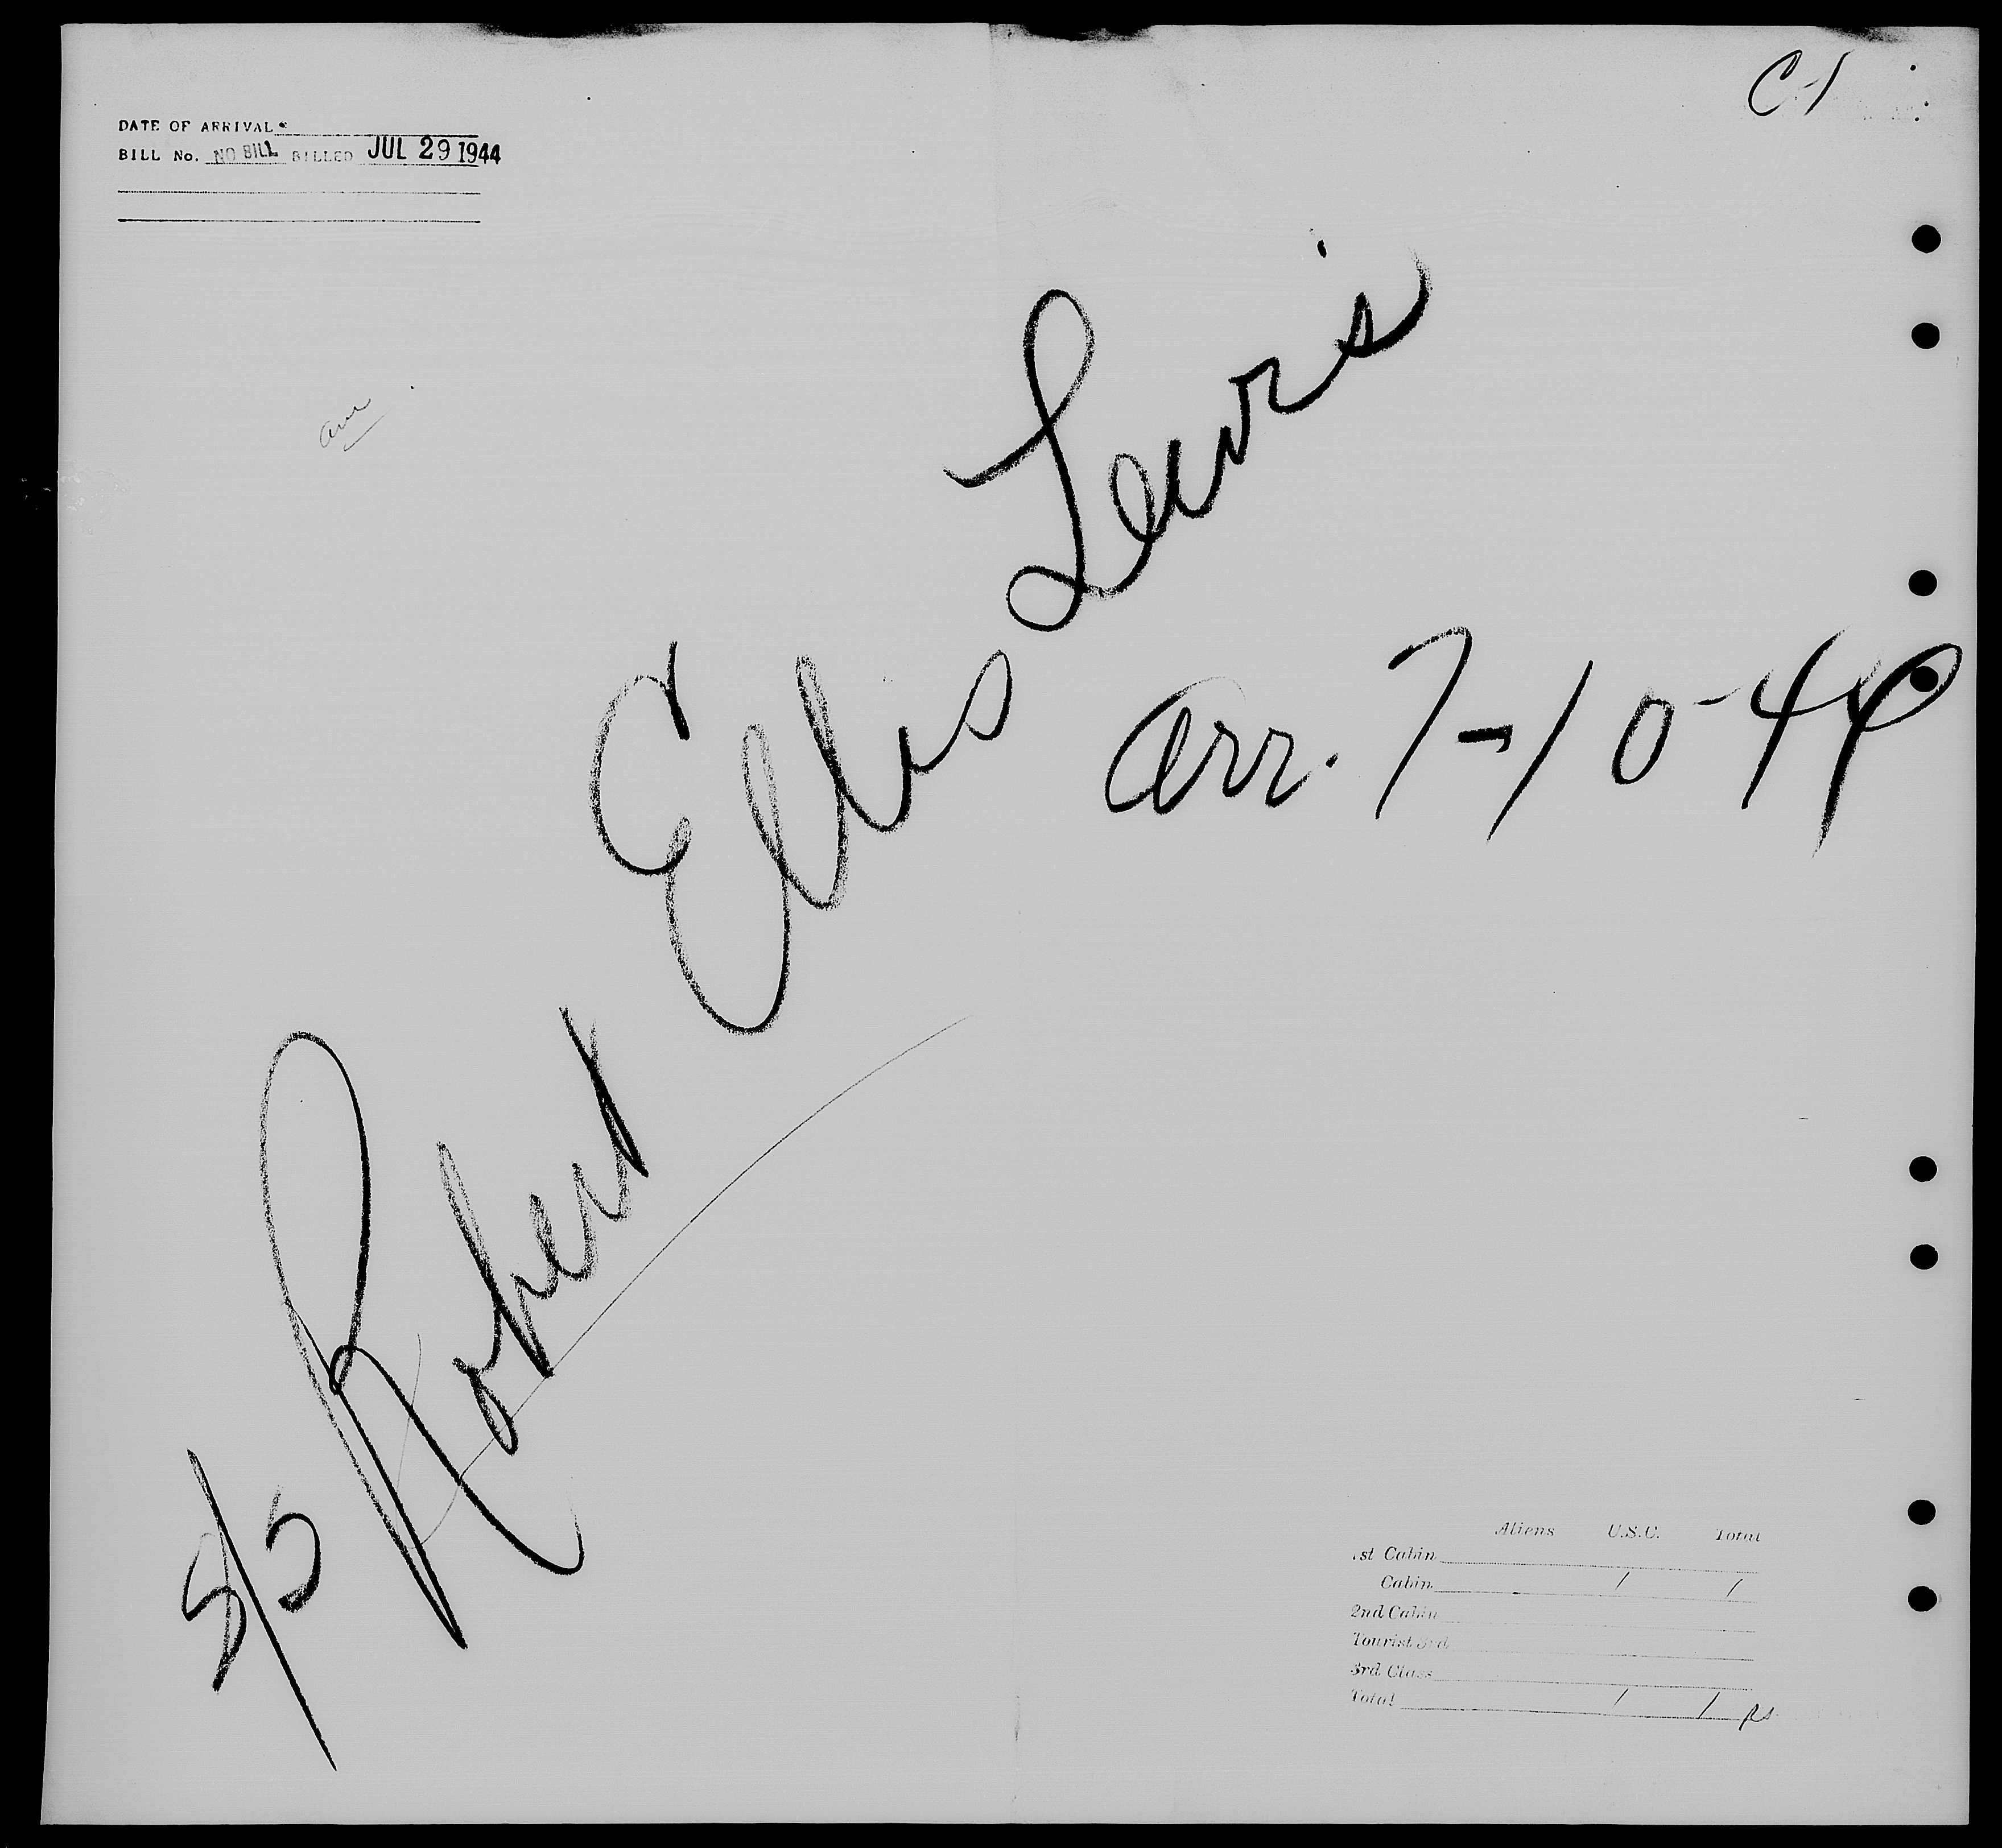 C-1
DATE OF ARRIVAL
BILL No. NO BILL BILLED JUL 29 1944
S/S Robert Ellis Lewis
arr. 7-10-44
Aliens U.S.C. Total
1st Cabin
Cabin 1 1
2nd Cabin
Tourist 3rd
3rd Class
Total 1 1